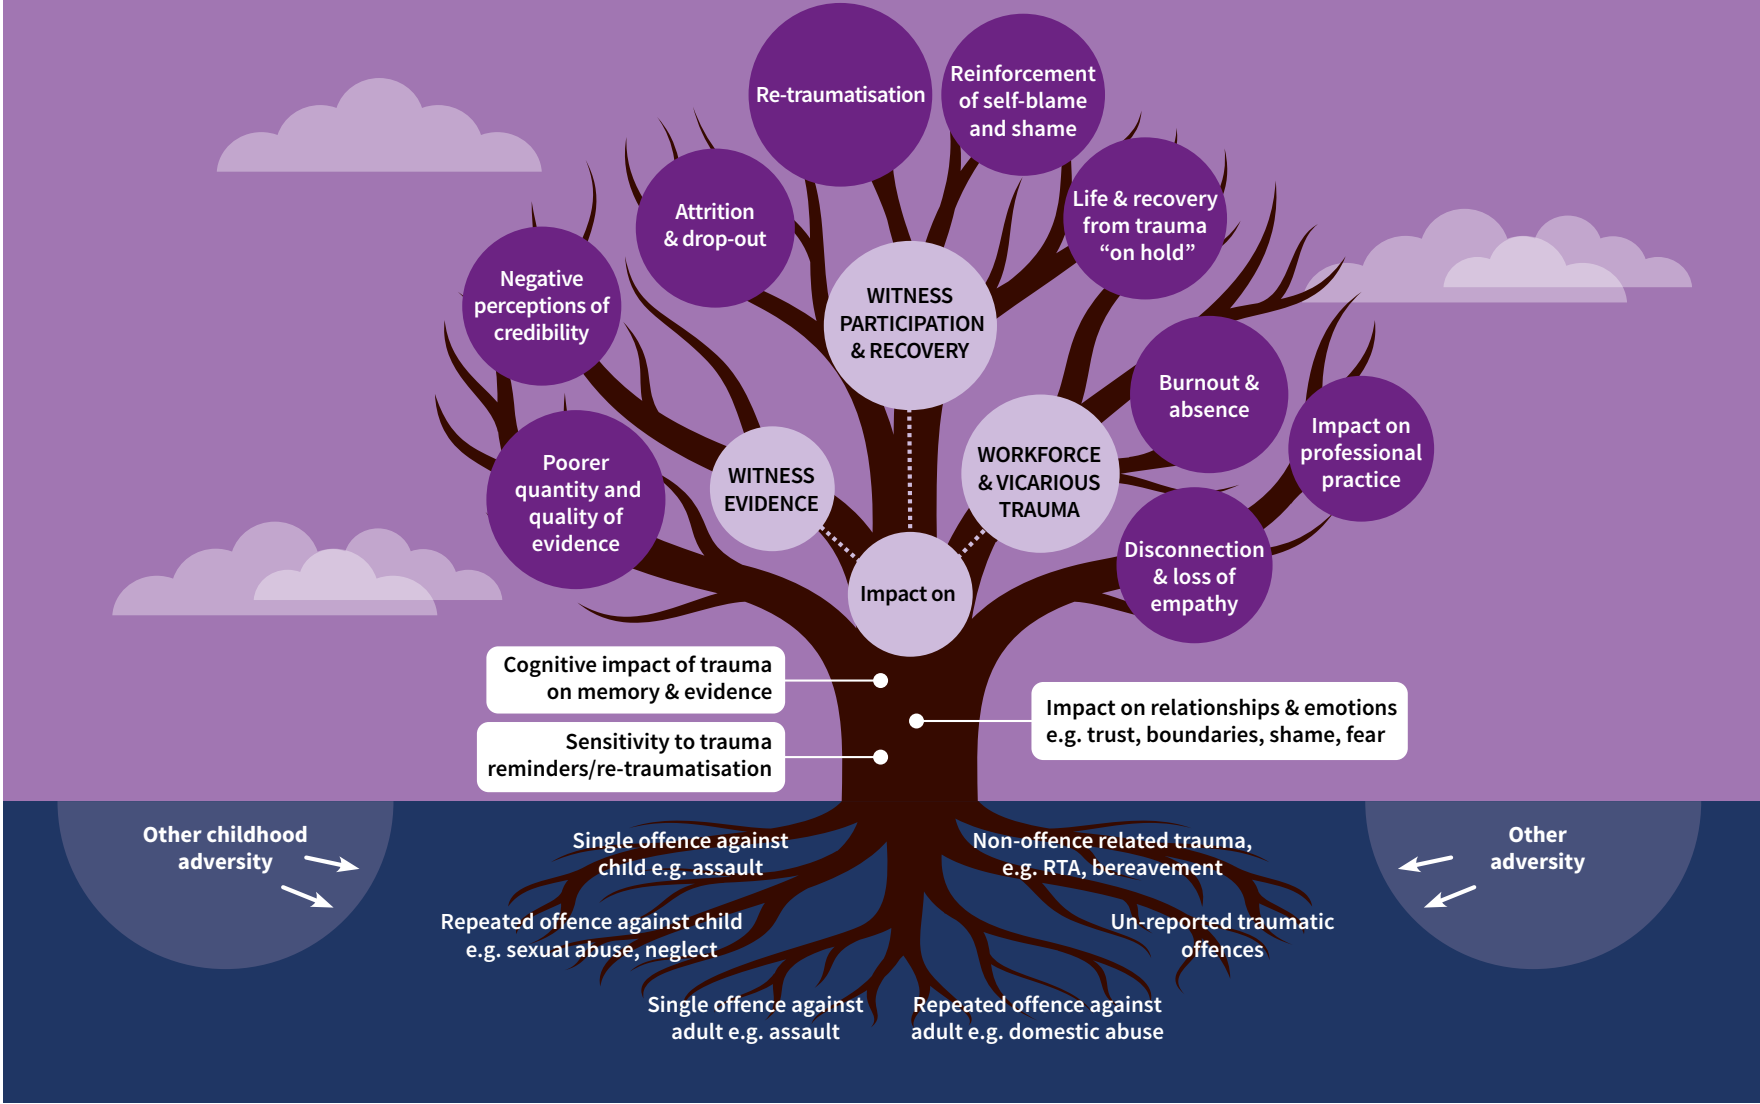 Re-traumatisation
Reinforcement
of self-blame
and shame
Attrition
& drop-out
Life & recovery
from trauma
“on hold”
Negative
perceptions of
credibility
WITNESS
PARTICIPATION
& RECOVERY
Burnout &
absence
Impact on
professional
practice
Poorer
quantity and
quality of
evidence
WITNESS
EVIDENCE
WORKFORCE
& VICARIOUS
TRAUMA
Disconnection
& loss of
empathy
Impact on
Cognitive impact of trauma
on memory & evidence
Impact on relationships & emotions
e.g. trust, boundaries, shame, fear
Sensitivity to trauma
reminders/re-traumatisation
Other childhood
adversity
Single offence against
child e.g. assault
Non-offence related trauma,
e.g. RTA, bereavement
Other
adversity
Repeated offence against child
e.g. sexual abuse, neglect
Un-reported traumatic
offences
Single offence against
adult e.g. assault
Repeated offence against
adult e.g. domestic abuse